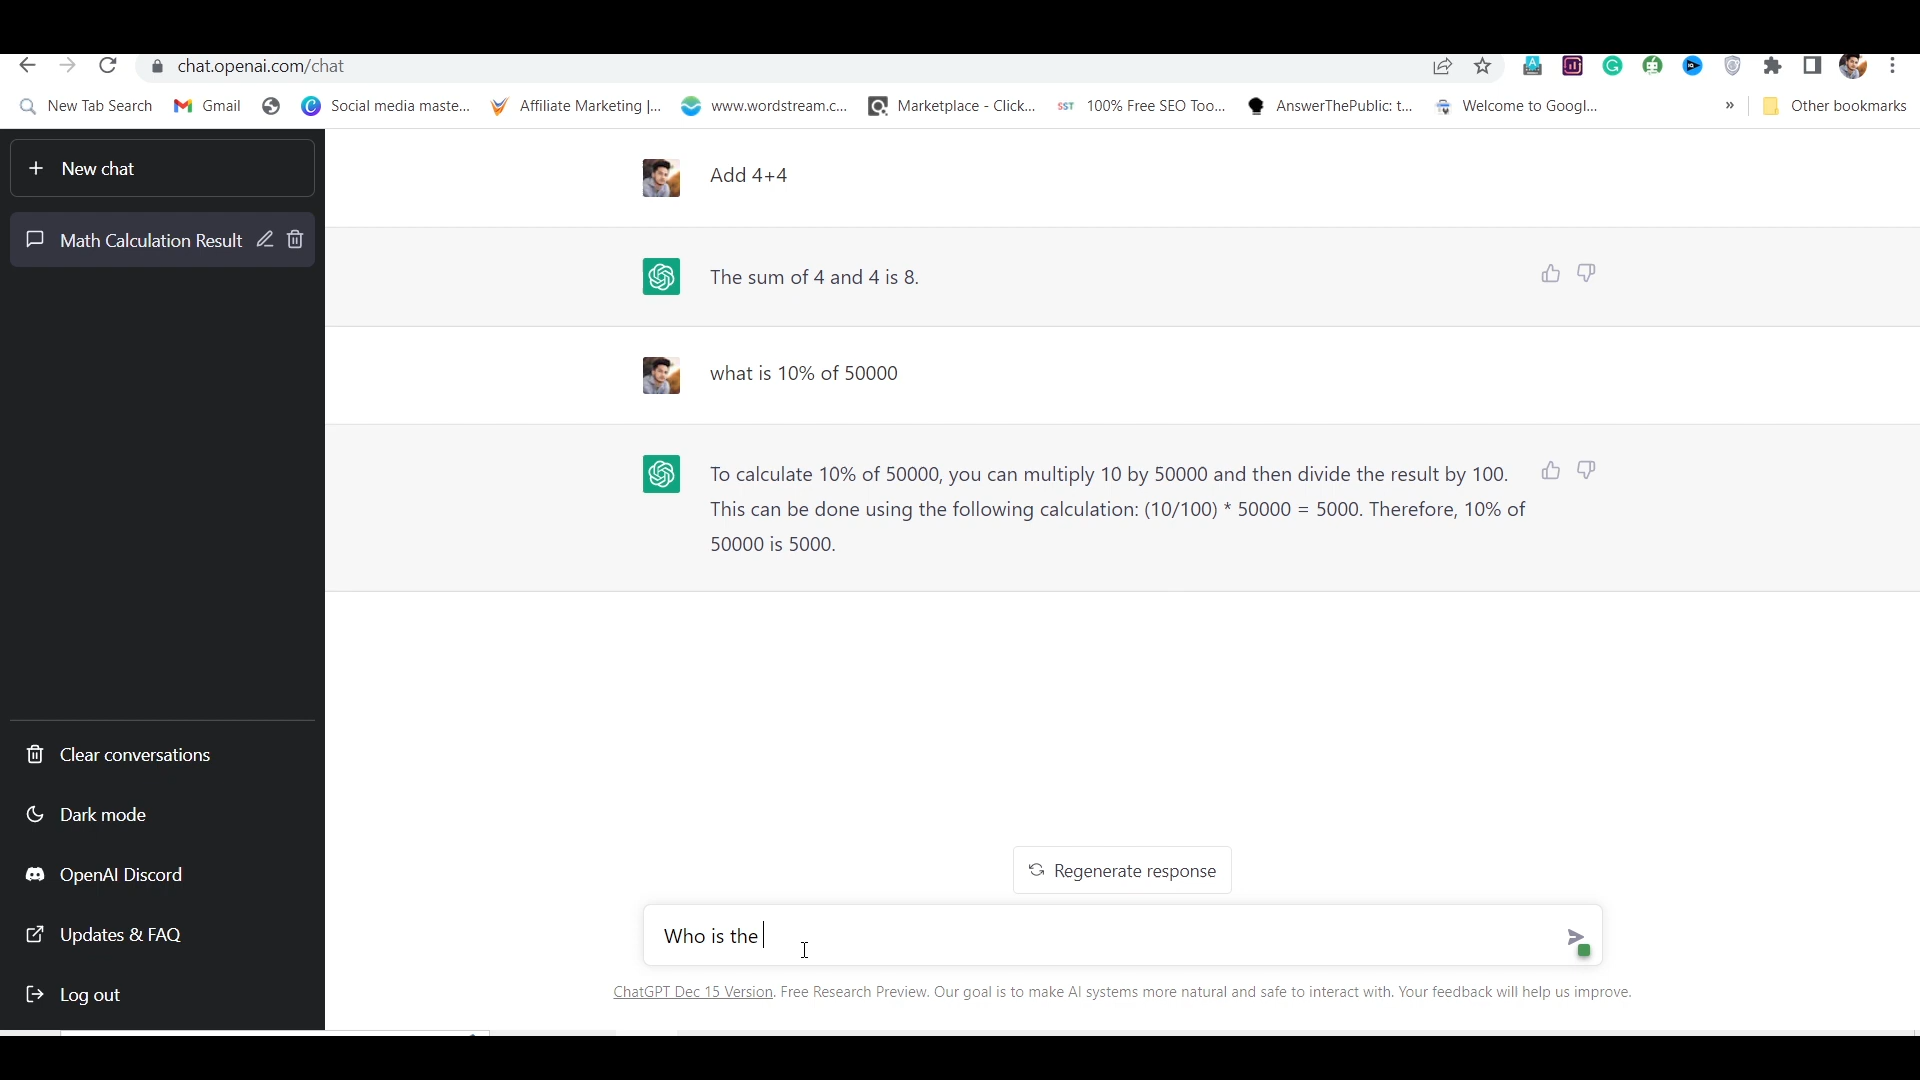 chat.openai.com/chat
New Tab Search Gmail Social media maste... Affiliate Marketing |... www.wordstream.c... Marketplace - Click... SST 100% Free SEO Too... AnswerThePublic: t... Welcome to Googl... » Other bookmarks
+ New chat
Math Calculation Result
Add 4+4
The sum of 4 and 4 is 8.
what is 10% of 50000
To calculate 10% of 50000, you can multiply 10 by 50000 and then divide the result by 100.
This can be done using the following calculation: (10/100) * 50000 = 5000. Therefore, 10% of
50000 is 5000.
Clear conversations
Dark mode
OpenAI Discord
Updates & FAQ
Log out
Regenerate response
Who is the
ChatGPT Dec 15 Version. Free Research Preview. Our goal is to make AI systems more natural and safe to interact with. Your feedback will help us improve.